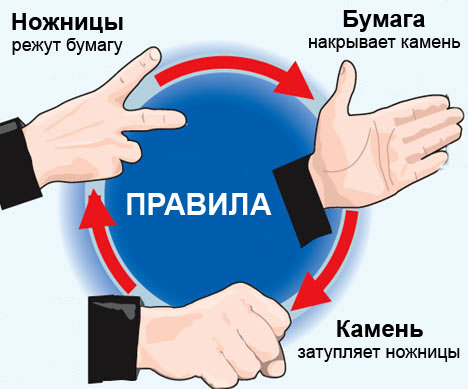 Ножницы
режут бумагу
Бумага
накрывает камень
ПРАВИЛА
Камень
затупляет ножницы